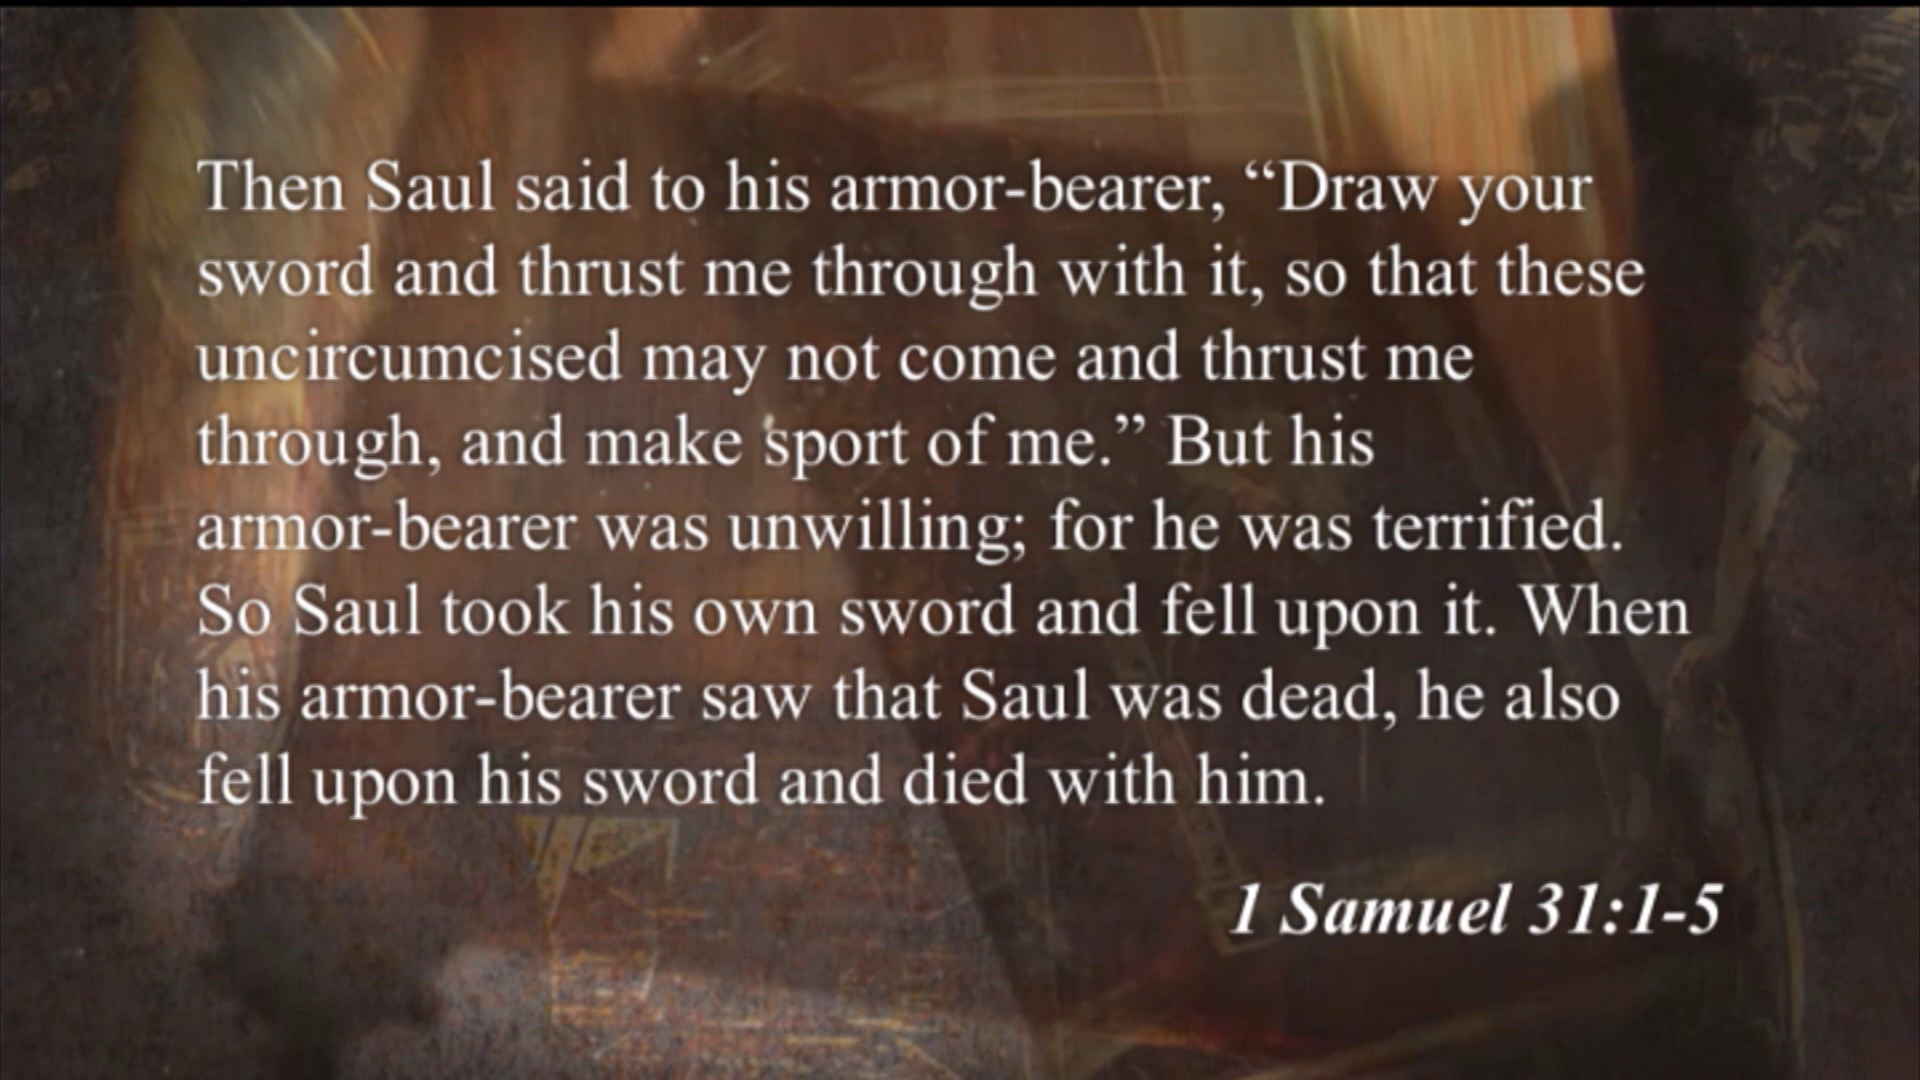 Then Saul said to his armor-bearer, “Draw your
sword and thrust me through with it, so that these
uncircumcised may not come and thrust me
through, and make sport of me.” But his
armor-bearer was unwilling; for he was terrified.
So Saul took his own sword and fell upon it. When
his armor-bearer saw that Saul was dead, he also
fell upon his sword and died with him.
1 Samuel 31:1-5